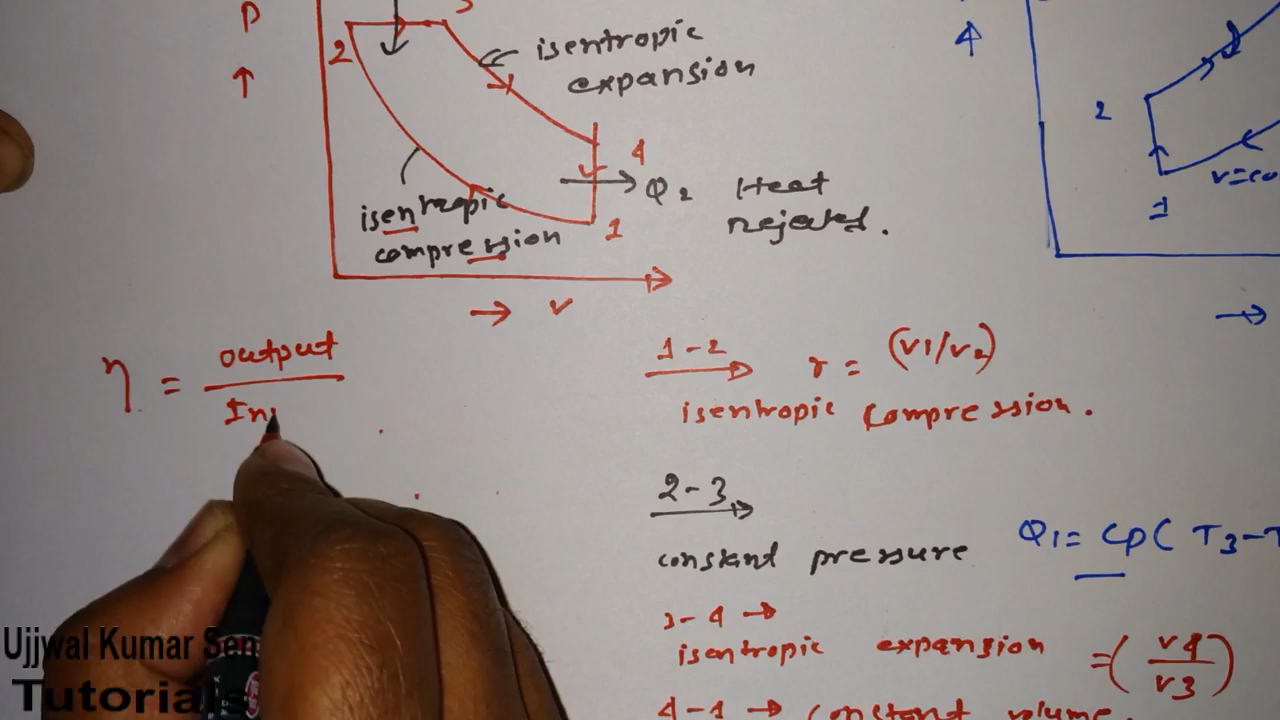 P
3
2
isentropic
expansion
4
Q2 Heat
rejected.
isentropic
compression
1
→ v
2
1
η = output
1-2 r = (v1/v2)
isentropic compression.
2-3
constant pressure Q1= Cp( T3-
3-4 →
isentropic expansion =( v4
v3 )
4-1 → constant volume.
Ujjwal Kumar Sen
Tutorials